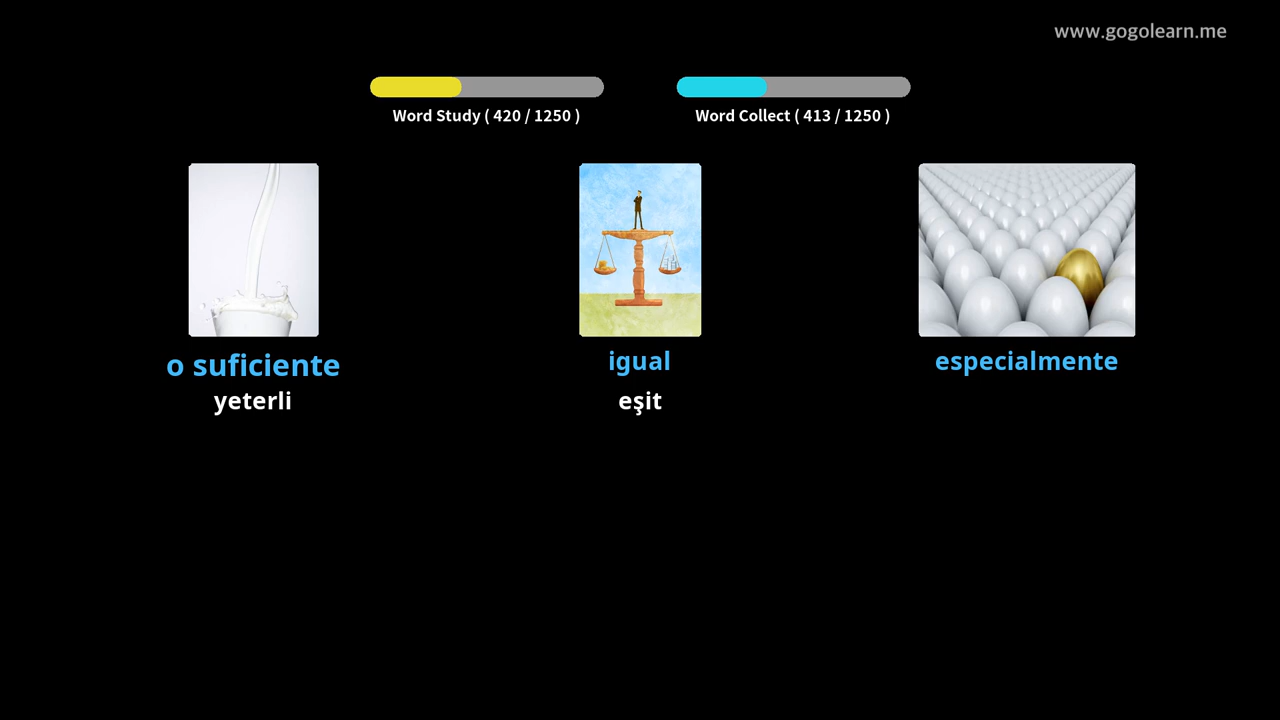 www.gogolearn.me
Word Study ( 420 / 1250 )
Word Collect ( 413 / 1250 )
o suficiente
yeterli
igual
eşit
especialmente